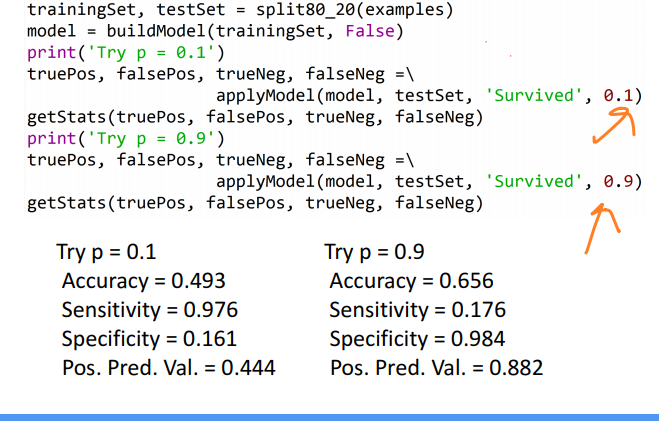 trainingSet, testSet = split80_20(examples)
model = buildModel(trainingSet, False)
print('Try p = 0.1')
truePos, falsePos, trueNeg, falseNeg =\
applyModel(model, testSet, 'Survived', 0.1)
getStats(truePos, falsePos, trueNeg, falseNeg)
print('Try p = 0.9')
truePos, falsePos, trueNeg, falseNeg =\
applyModel(model, testSet, 'Survived', 0.9)
getStats(truePos, falsePos, trueNeg, falseNeg)
Try p = 0.1
Accuracy = 0.493
Sensitivity = 0.976
Specificity = 0.161
Pos. Pred. Val. = 0.444
Try p = 0.9
Accuracy = 0.656
Sensitivity = 0.176
Specificity = 0.984
Pos. Pred. Val. = 0.882